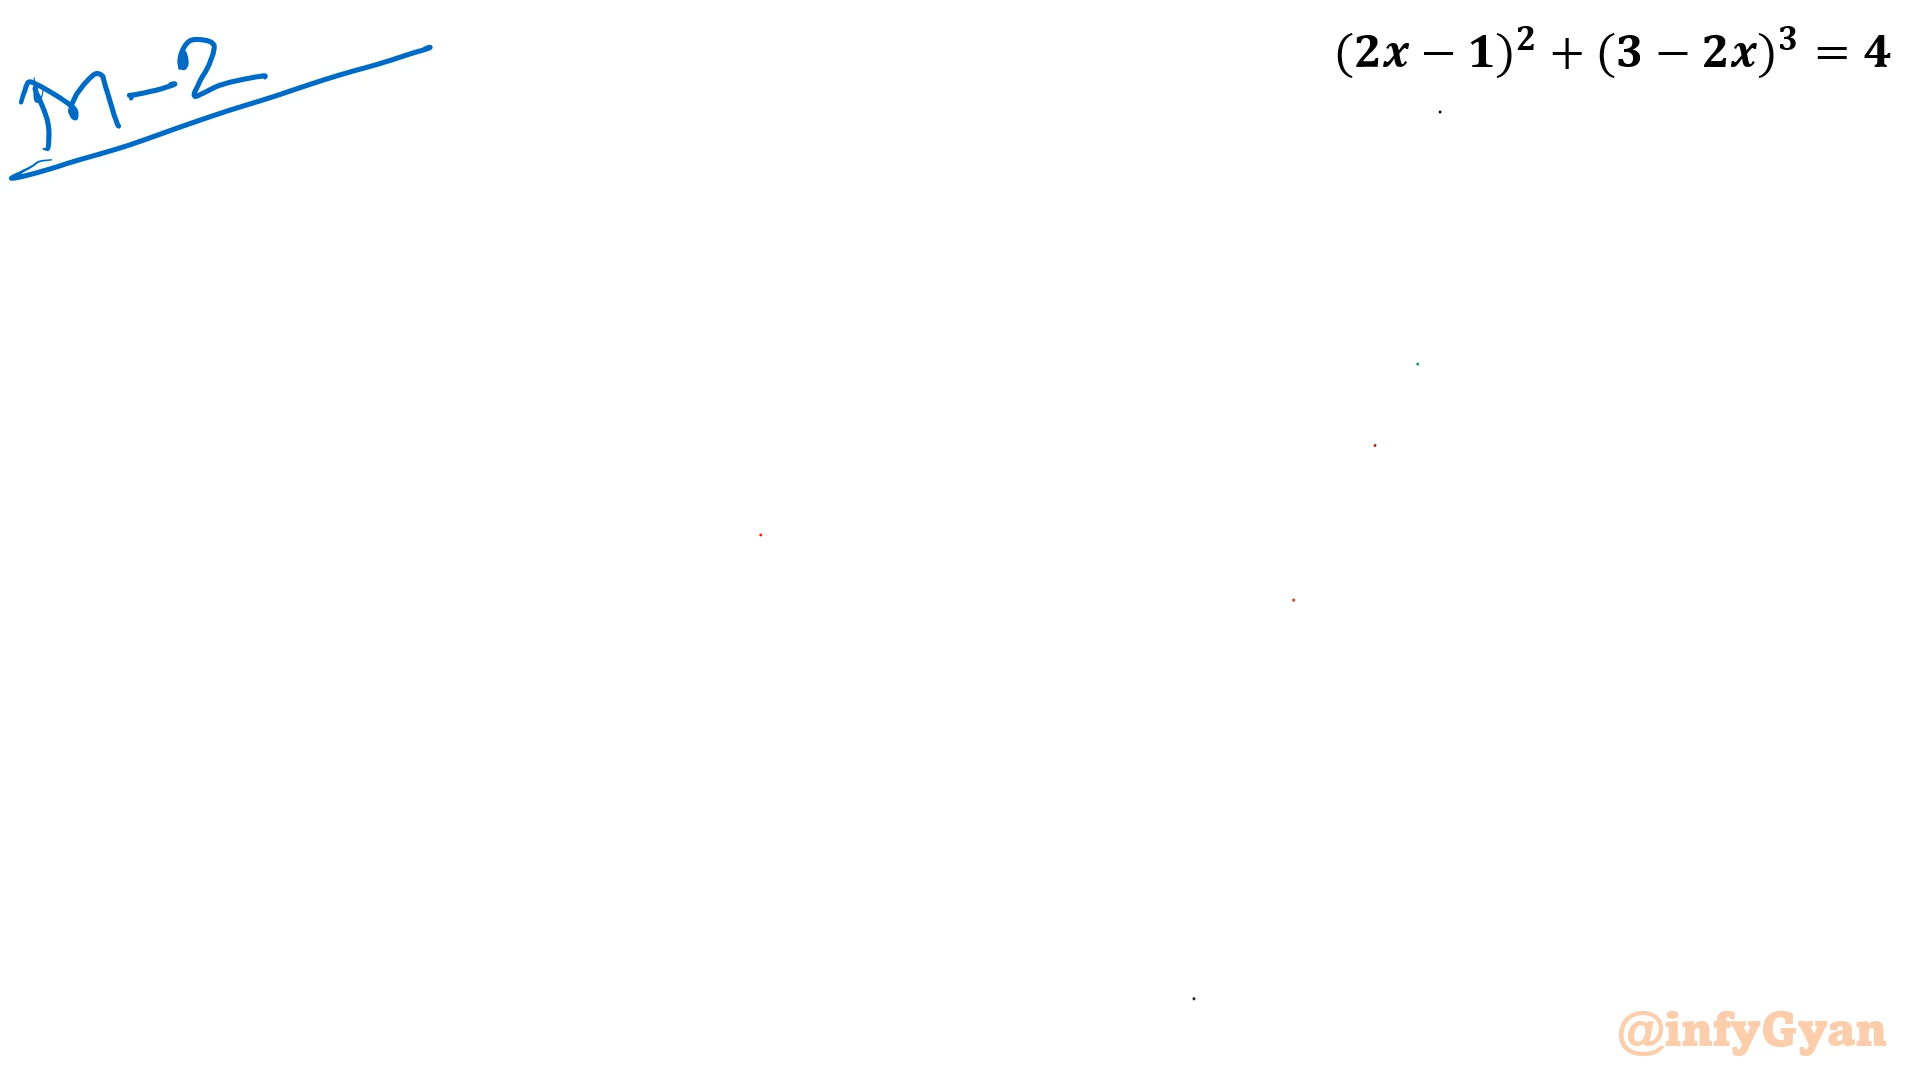 M-2
(2x − 1)² + (3 − 2x)³ = 4
@infyGyan